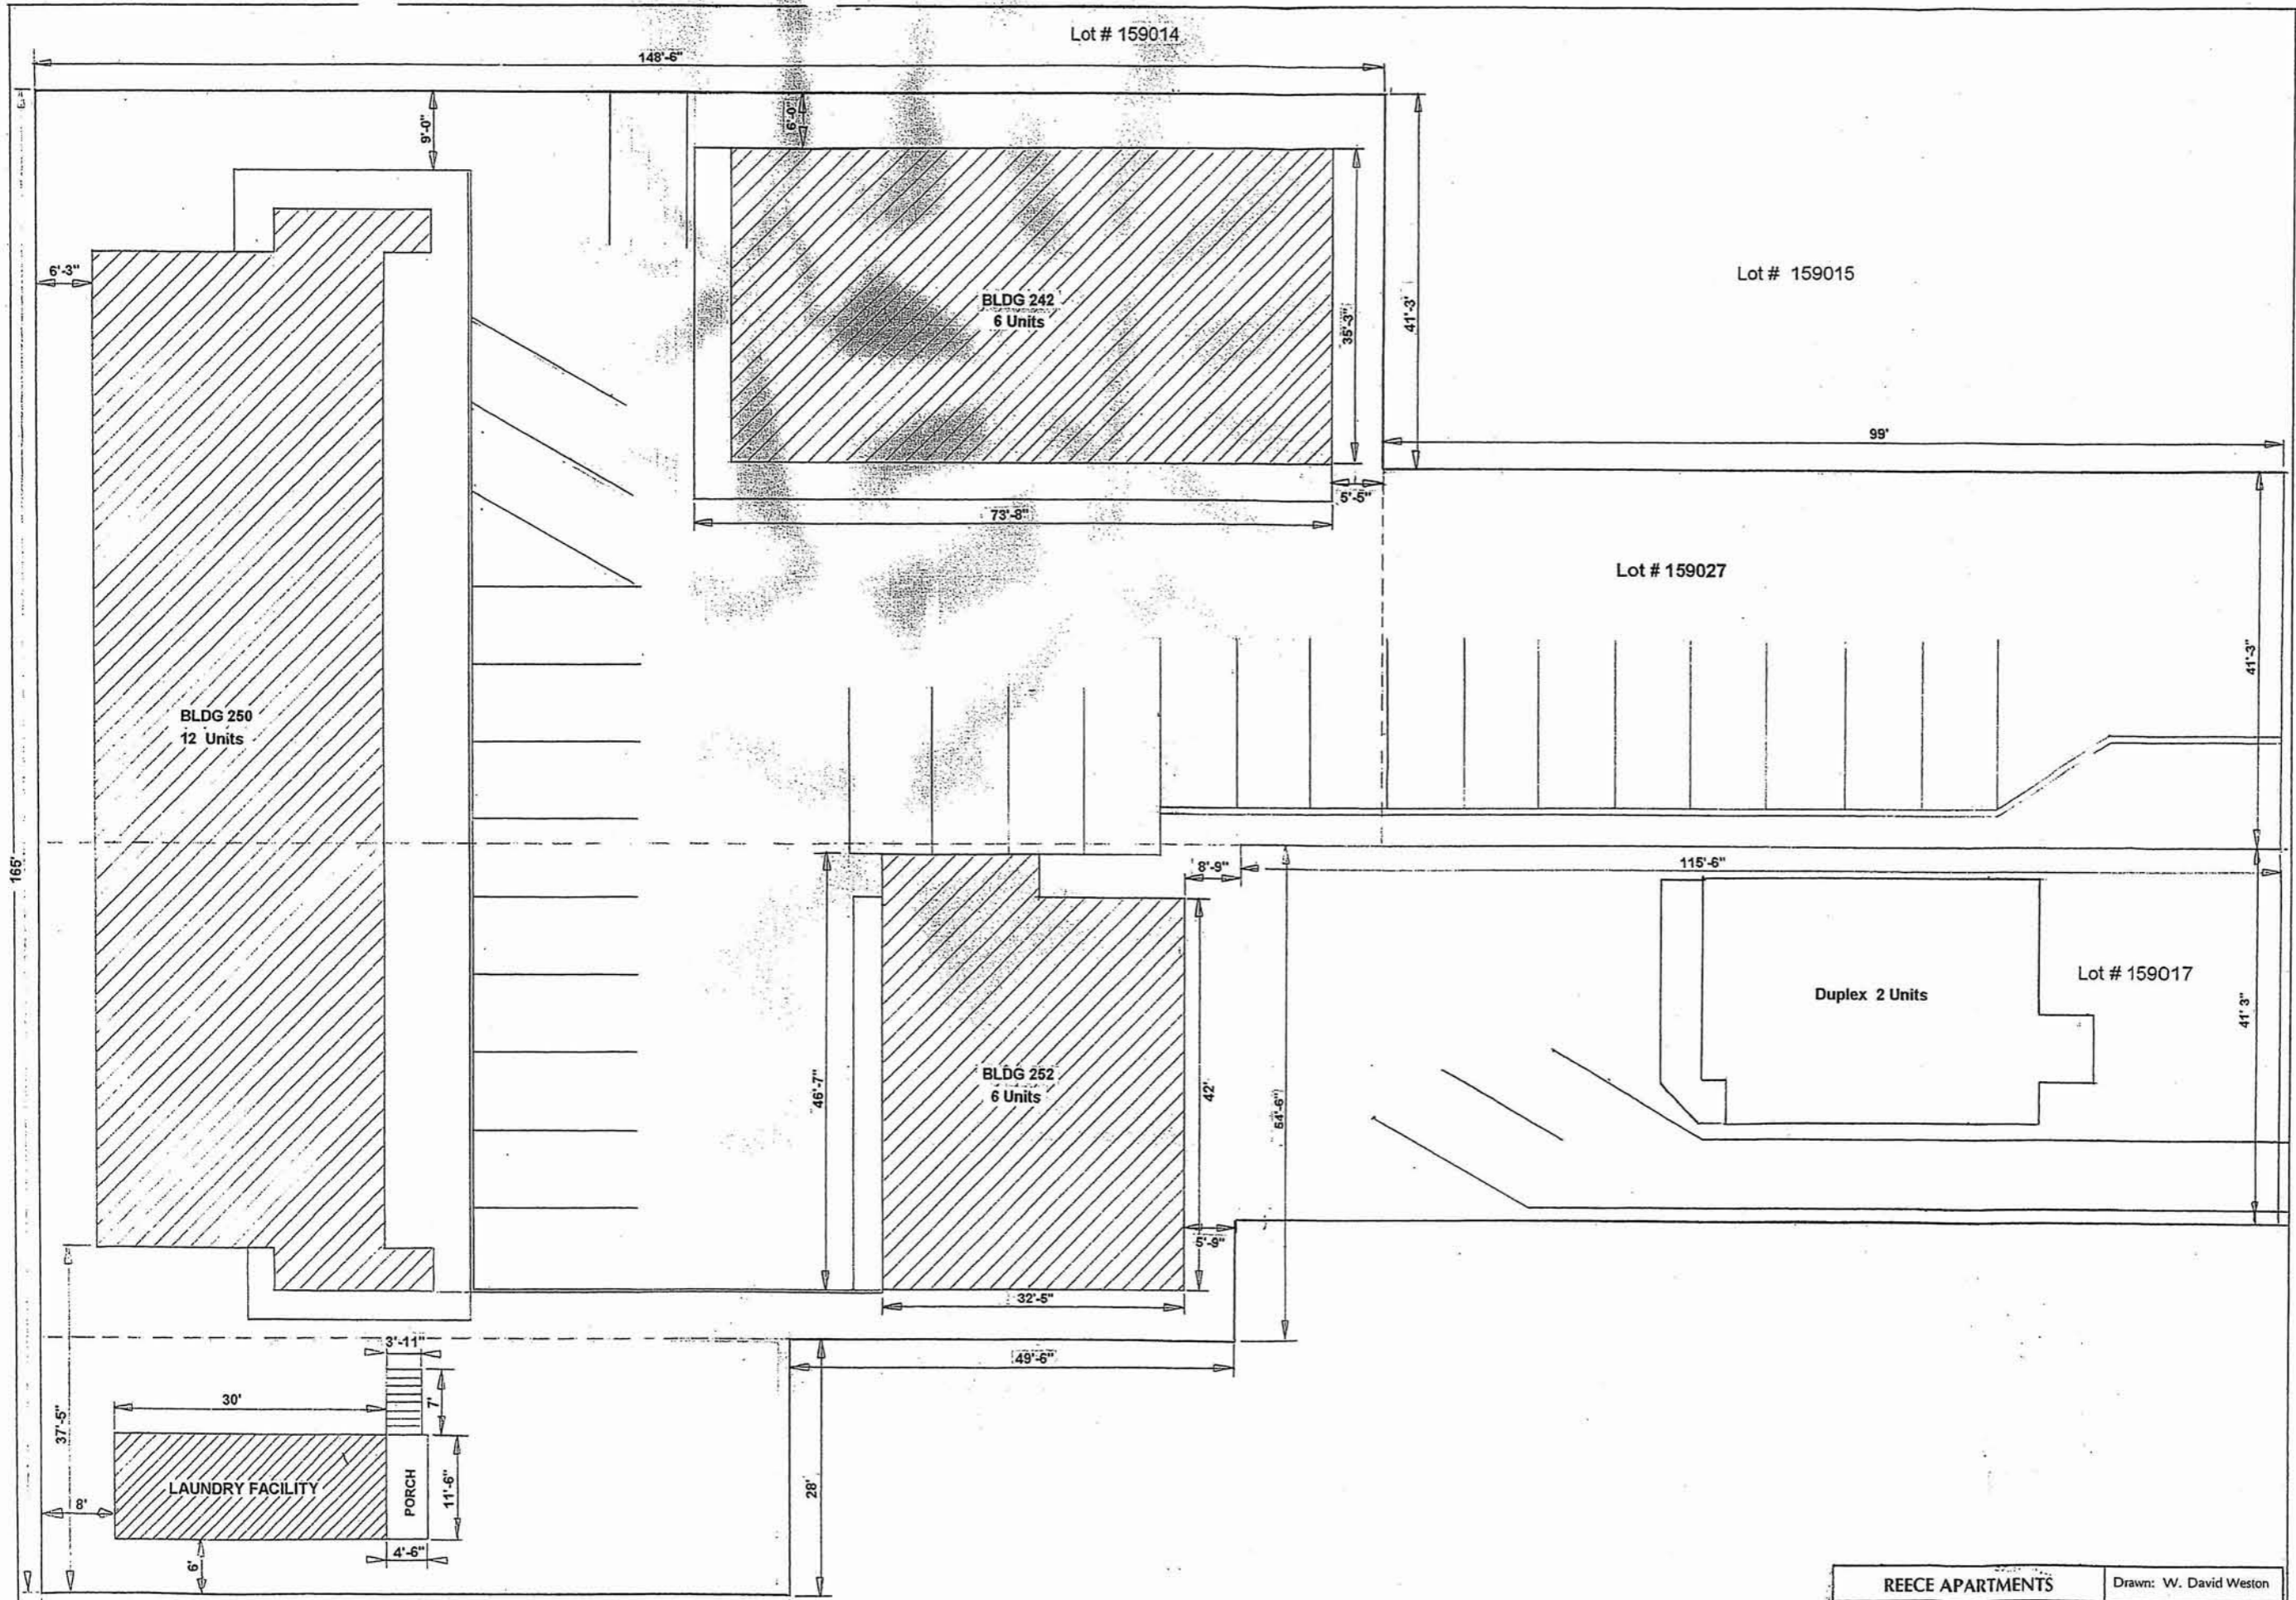 Lot # 159014
148'-6"
9'-0"
6'-0"
6'-3"
BLDG 242
6 Units
35'-3"
41'-3'
Lot # 159015
99'
5'-5"
73'-8"
Lot # 159027
41'-3"
BLDG 250
12 Units
165'
8'-9"
115'-6"
Duplex 2 Units
Lot # 159017
41' 3"
BLDG 252
6 Units
46'-7"
42'
5'-9"
32'-5"
3'-11"
49'-6"
30'
7'
37'-5"
LAUNDRY FACILITY
PORCH
11'-6"
28'
8'
4'-6"
6'
REECE APARTMENTS
Drawn: W. David Weston